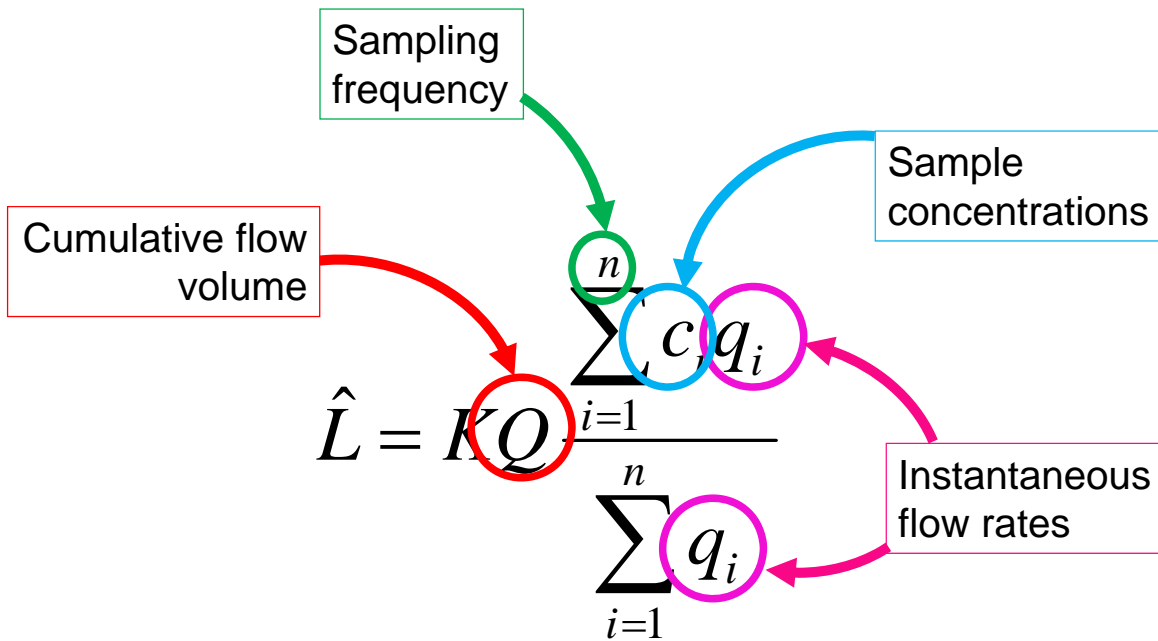 Sampling
frequency
Sample
concentrations
Cumulative flow
volume
n
∑ c_i q_i
i=1
L̂ = KQ
n
∑ q_i
i=1
Instantaneous
flow rates